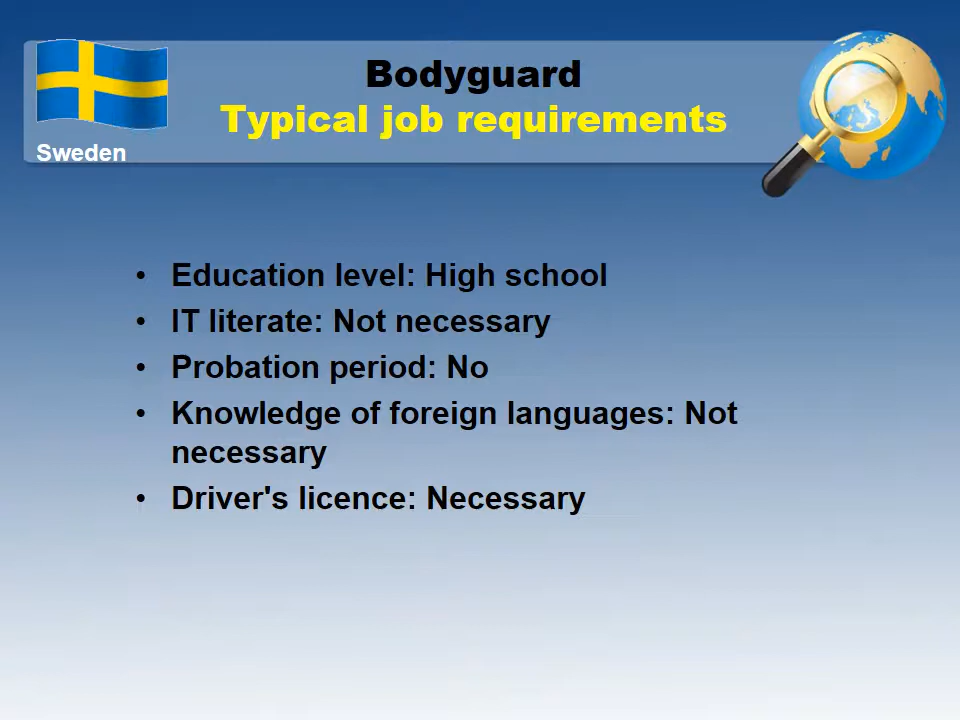 Bodyguard
Typical job requirements
Sweden
• Education level: High school
• IT literate: Not necessary
• Probation period: No
• Knowledge of foreign languages: Not
necessary
• Driver's licence: Necessary